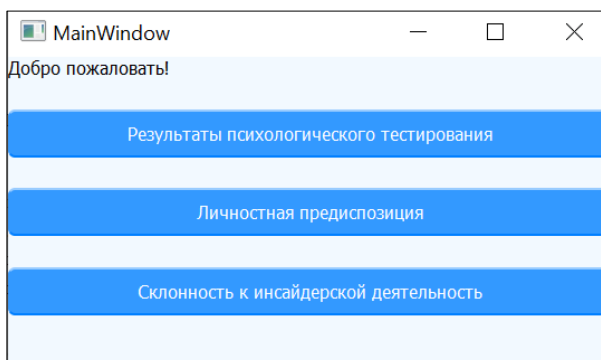 MainWindow
Добро пожаловать!
Результаты психологического тестирования
Личностная предиспозиция
Склонность к инсайдерской деятельность